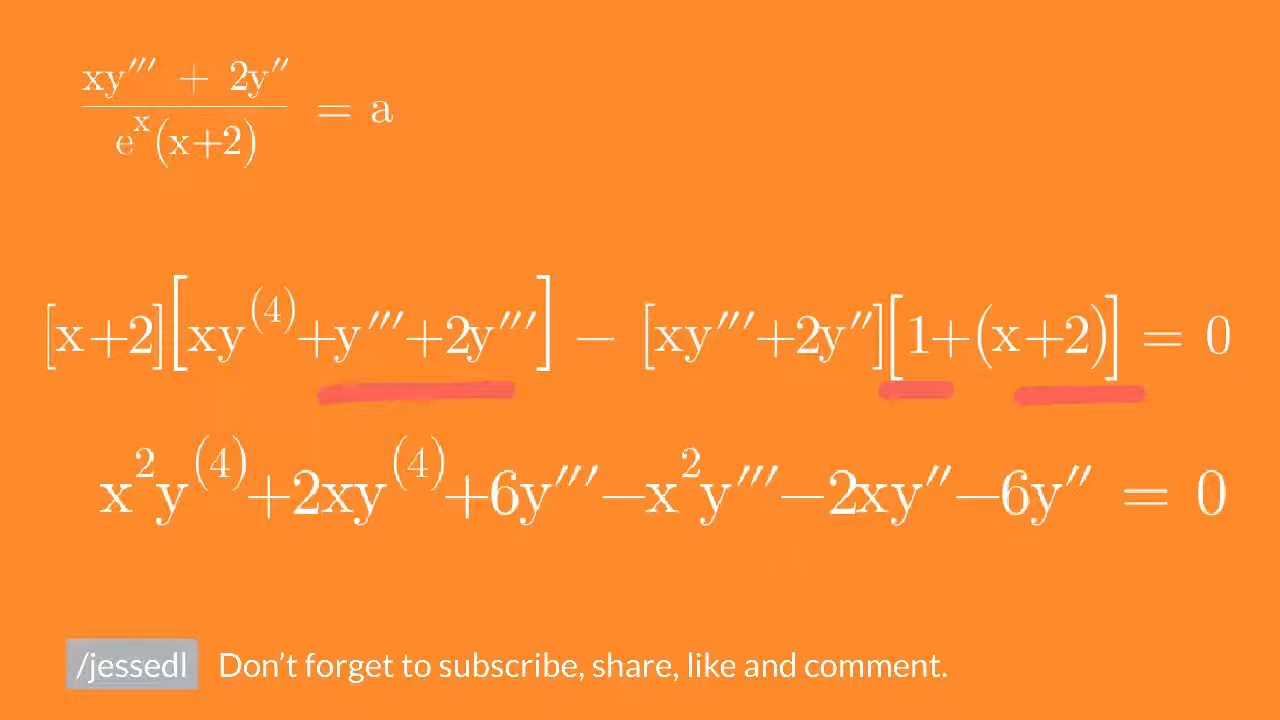 xy′′′ + 2y′′
e^x(x+2)
= a
[x+2][xy^(4)+y′′′+2y′′′] − [xy′′′+2y′′][1+(x+2)] = 0
x^2y^(4)+2xy^(4)+6y′′′−x^2y′′′−2xy′′−6y′′ = 0
/jessedl Don’t forget to subscribe, share, like and comment.